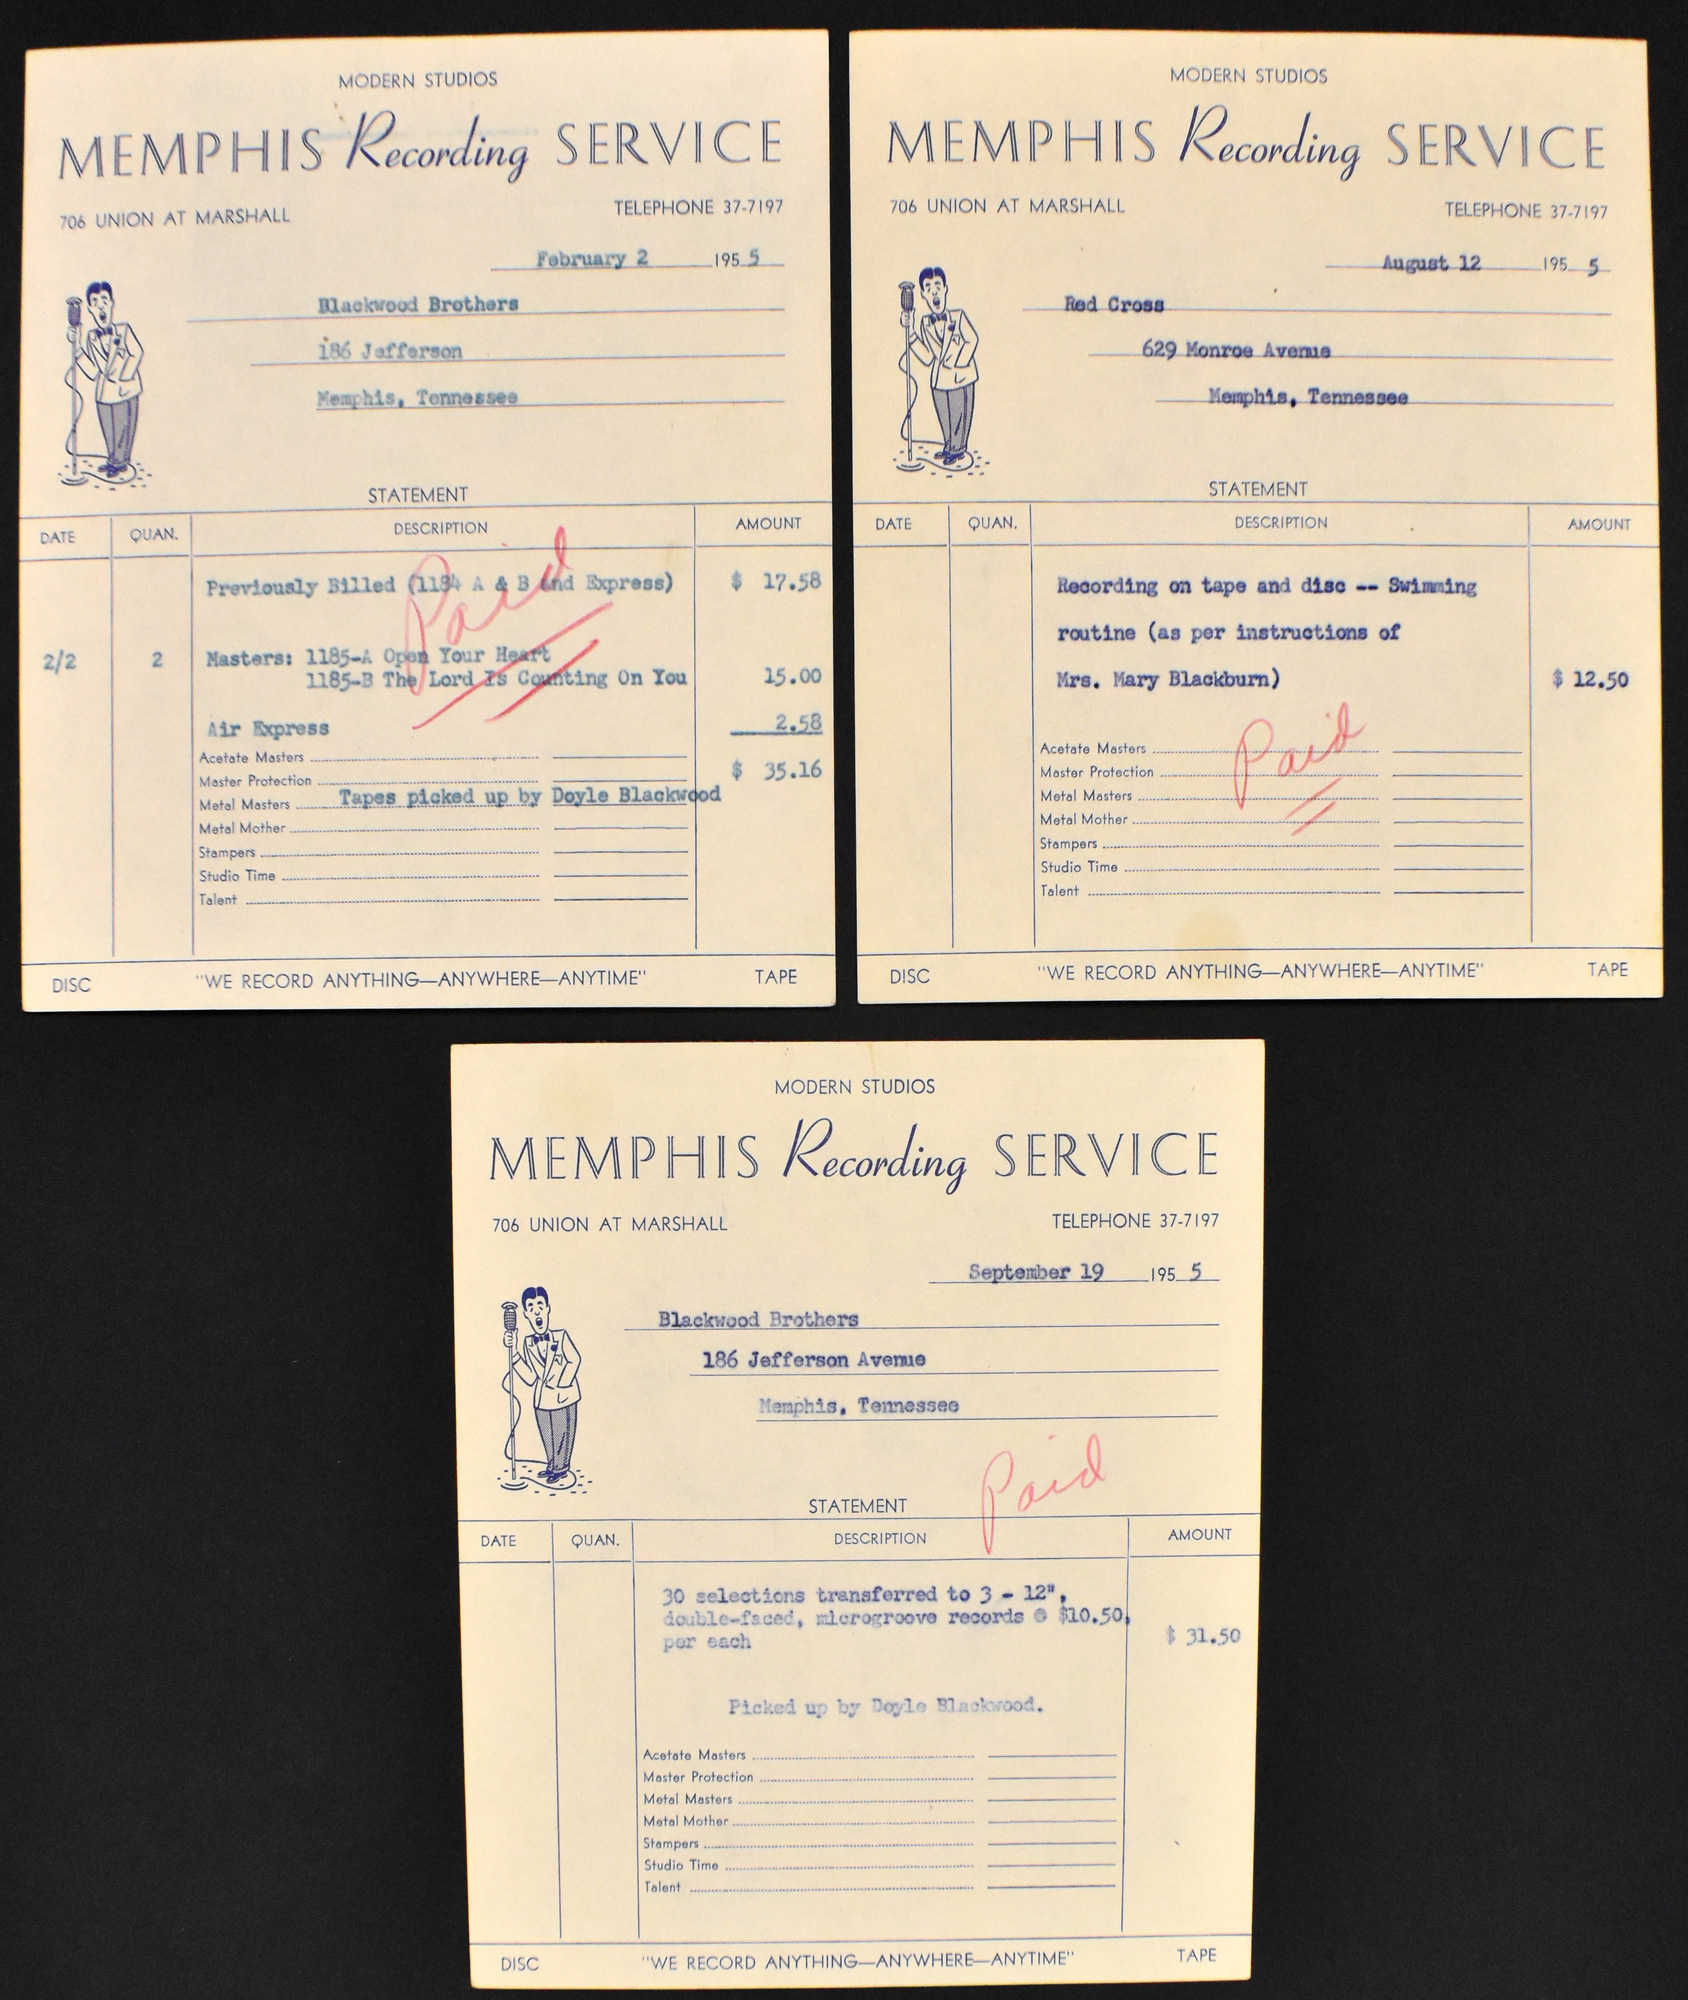 MODERN STUDIOS
MEMPHIS Recording SERVICE
706 UNION AT MARSHALL TELEPHONE 37-7197
February 2 195 5
Blackwood Brothers
186 Jefferson
Memphis, Tennessee
STATEMENT
DATE QUAN. DESCRIPTION AMOUNT
Paid
Previously Billed (1184 A & B and Express) $ 17.58
2/2 2 Masters: 1185-A Open Your Heart
1185-B The Lord Is Counting On You 15.00
Air Express 2.58
Acetate Masters
Master Protection $ 35.16
Metal Masters Tapes picked up by Doyle Blackwood
Metal Mother
Stampers
Studio Time
Talent
DISC "WE RECORD ANYTHING—ANYWHERE—ANYTIME" TAPE
MODERN STUDIOS
MEMPHIS Recording SERVICE
706 UNION AT MARSHALL TELEPHONE 37-7197
August 12 195 5
Red Cross
629 Monroe Avenue
Memphis, Tennessee
STATEMENT
DATE QUAN. DESCRIPTION AMOUNT
Recording on tape and disc -- Swimming
routine (as per instructions of
Mrs. Mary Blackburn) $ 12.50
Paid
Acetate Masters
Master Protection
Metal Masters
Metal Mother
Stampers
Studio Time
Talent
DISC "WE RECORD ANYTHING—ANYWHERE—ANYTIME" TAPE
MODERN STUDIOS
MEMPHIS Recording SERVICE
706 UNION AT MARSHALL TELEPHONE 37-7197
September 19 195 5
Blackwood Brothers
186 Jefferson Avenue
Memphis, Tennessee
Paid
STATEMENT
DATE QUAN. DESCRIPTION AMOUNT
30 selections transferred to 3 - 12",
double-faced, microgroove records @ $10.50,
per each $ 31.50
Picked up by Doyle Blackwood.
Acetate Masters
Master Protection
Metal Masters
Metal Mother
Stampers
Studio Time
Talent
DISC "WE RECORD ANYTHING—ANYWHERE—ANYTIME" TAPE